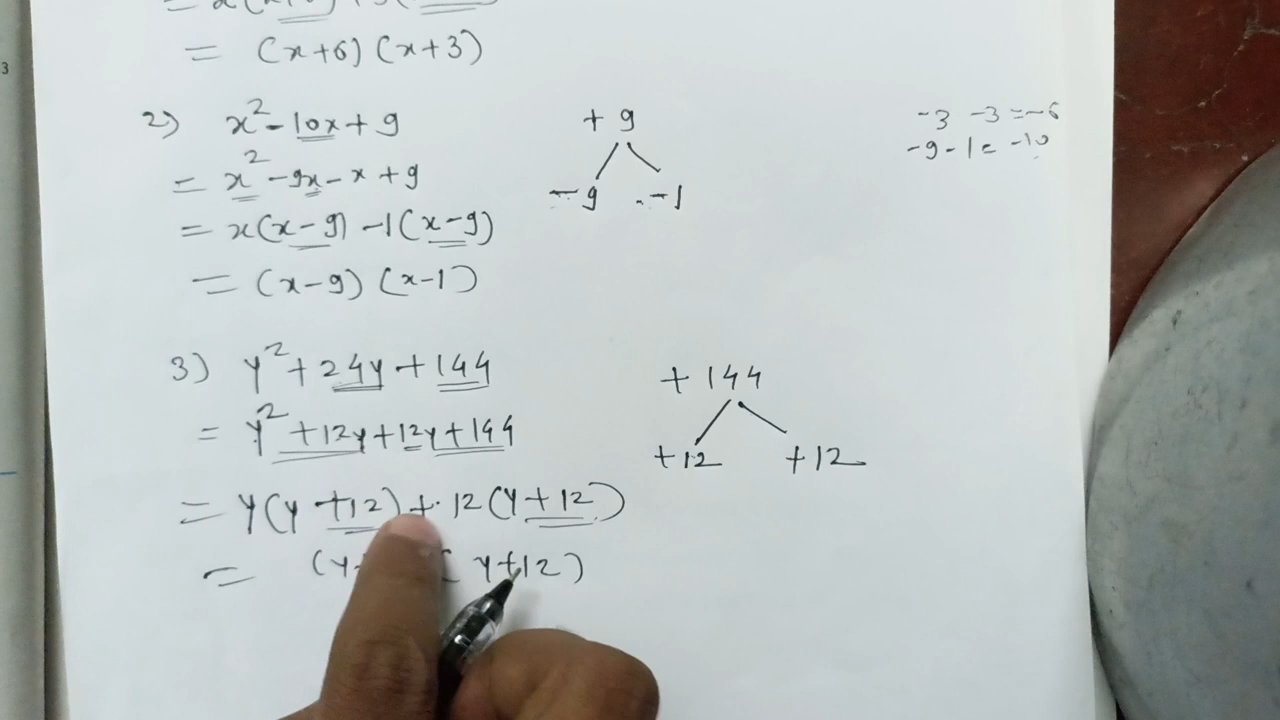 = (x+6) (x+3)
2) x² - 10x + 9
= x² - 9x - x + 9
= x(x-9) -1(x-9)
= (x-9) (x-1)
+ 9
-9 -1
-3 -3 = -6
-9 -1 = -10
3) y² + 24y + 144
= y² + 12y + 12y + 144
= y(y+12) + 12(y+12)
= (y ( y+12)
+ 144
+12 +12
3